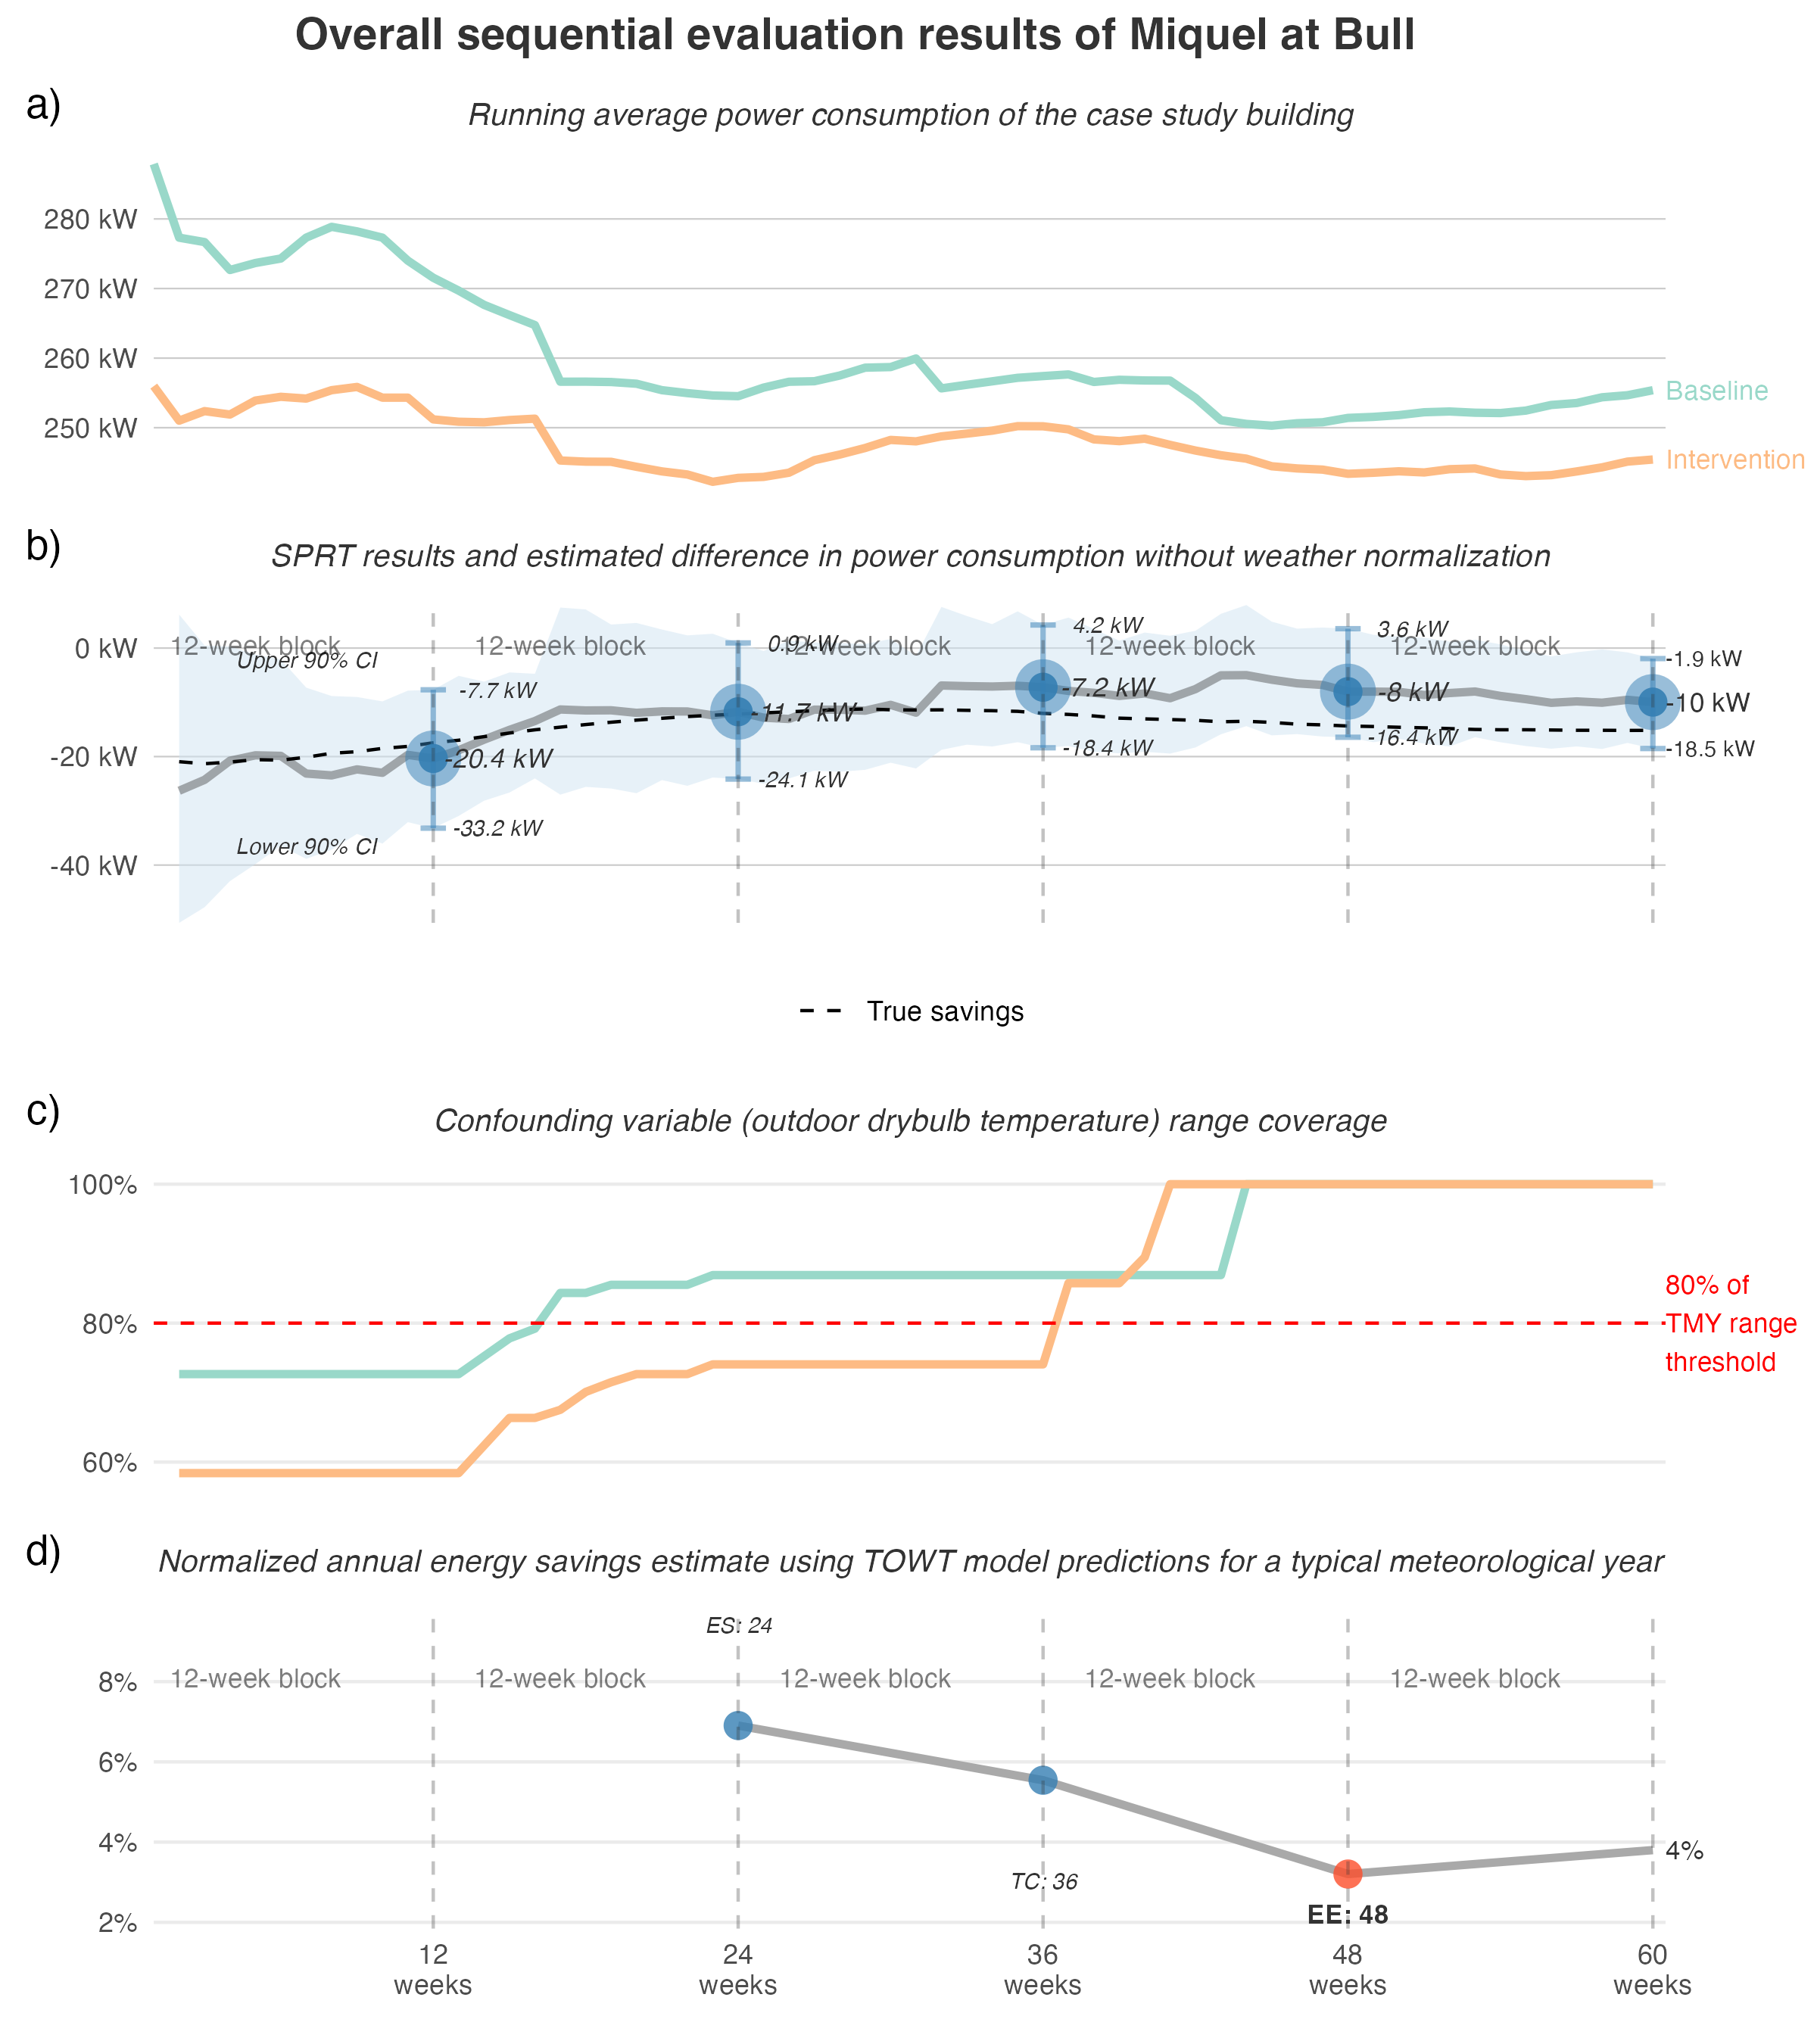 Overall sequential evaluation results of Miquel at Bull
a)
Running average power consumption of the case study building
280 kW
270 kW
260 kW
250 kW
Baseline
Intervention
b)
SPRT results and estimated difference in power consumption without weather normalization
0 kW
-20 kW
-40 kW
12-week block
12-week block
12-week block
12-week block
12-week block
Upper 90% CI
Lower 90% CI
-7.7 kW
-20.4 kW
-33.2 kW
0.9 kW
-11.7 kW
-24.1 kW
4.2 kW
-7.2 kW
-18.4 kW
3.6 kW
-8 kW
-16.4 kW
-1.9 kW
-10 kW
-18.5 kW
True savings
c)
Confounding variable (outdoor drybulb temperature) range coverage
100%
80%
60%
80% of
TMY range
threshold
d)
Normalized annual energy savings estimate using TOWT model predictions for a typical meteorological year
ES: 24
8%
6%
4%
2%
12-week block
12-week block
12-week block
12-week block
12-week block
TC: 36
EE: 48
4%
12
weeks
24
weeks
36
weeks
48
weeks
60
weeks